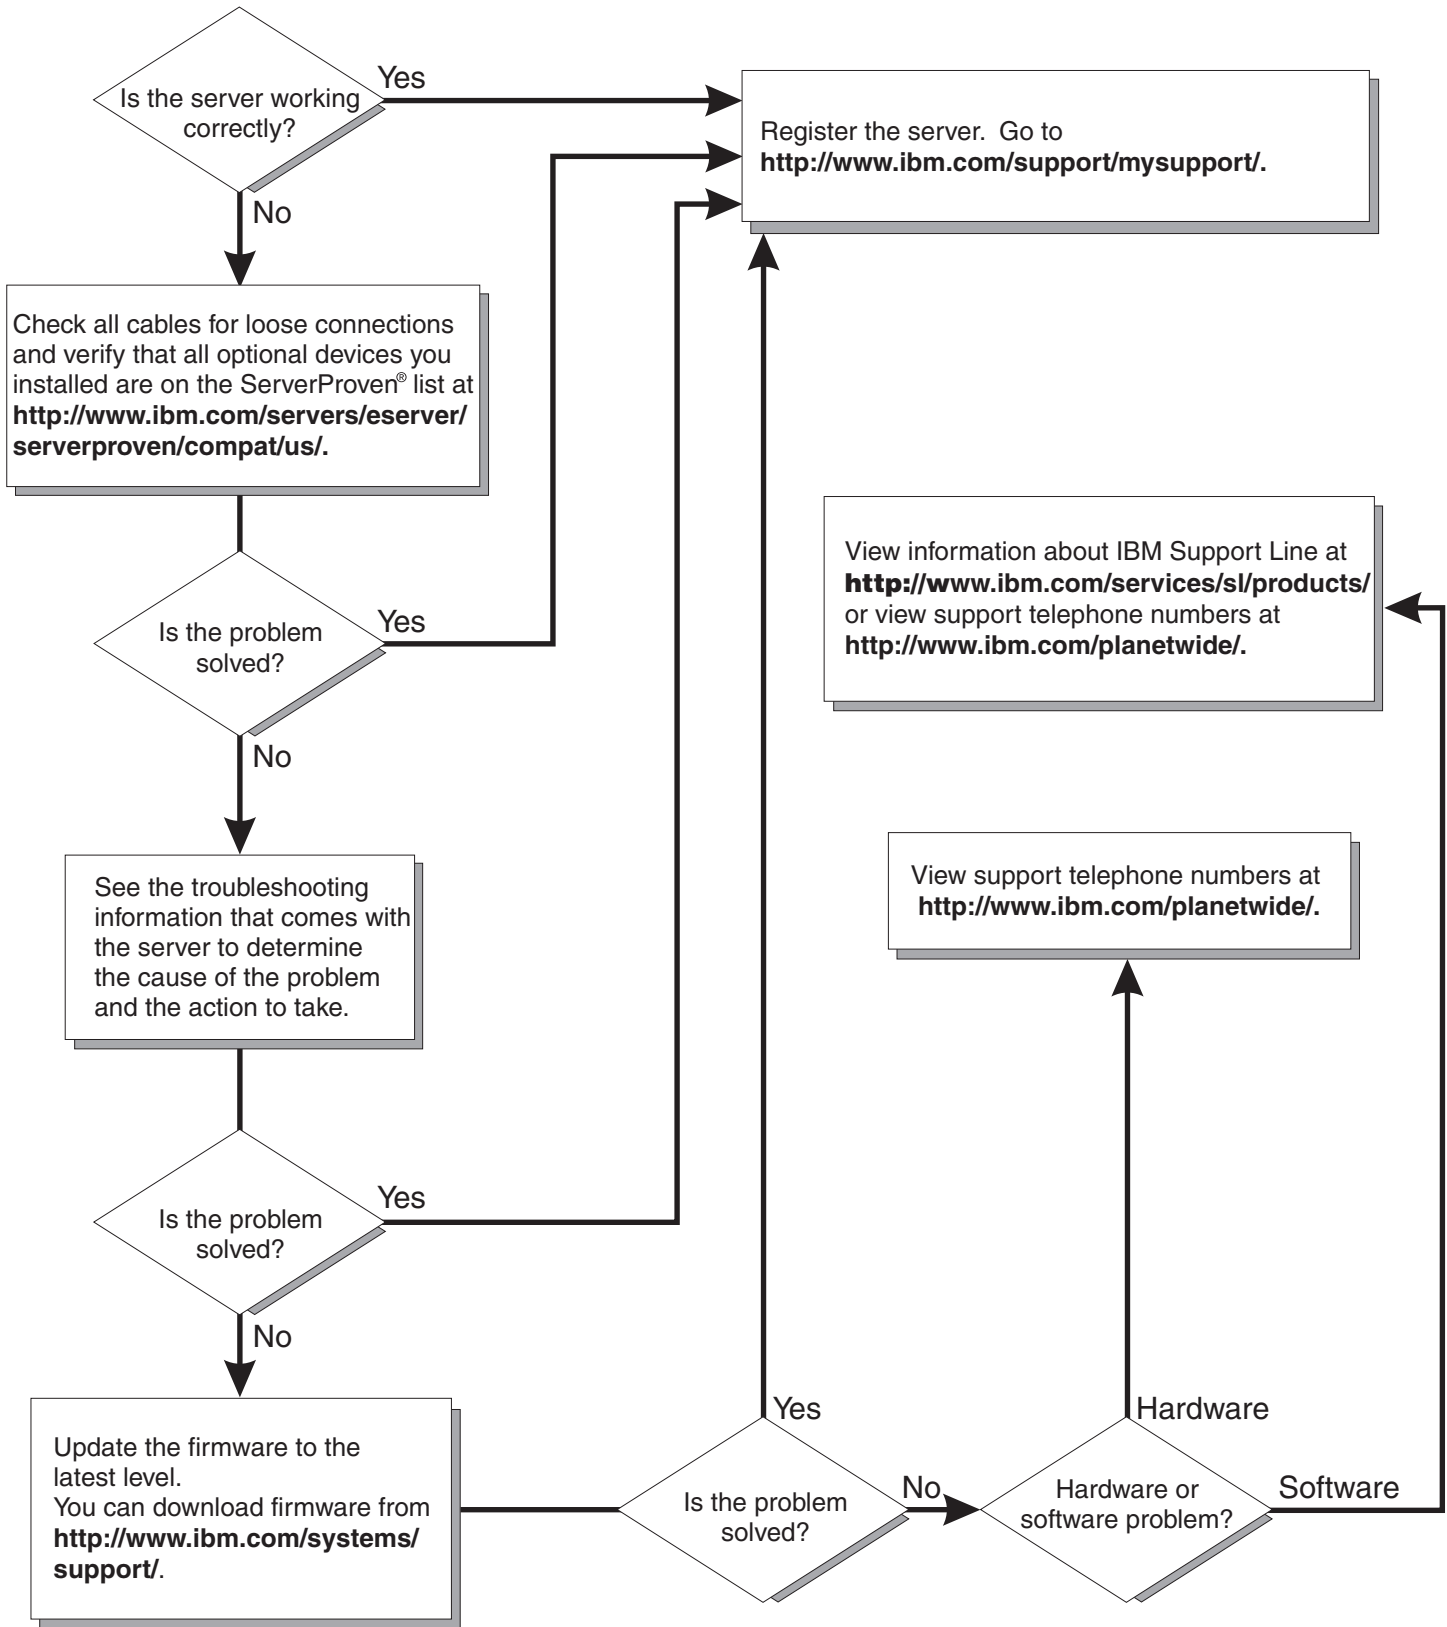 Is the server working
correctly?
Yes
No
Register the server.  Go to
http://www.ibm.com/support/mysupport/.
Check all cables for loose connections
and verify that all optional devices you
installed are on the ServerProven® list at
http://www.ibm.com/servers/eserver/
serverproven/compat/us/.
Is the problem
solved?
Yes
No
View information about IBM Support Line at
http://www.ibm.com/services/sl/products/
or view support telephone numbers at
http://www.ibm.com/planetwide/.
See the troubleshooting
information that comes with
the server to determine
the cause of the problem
and the action to take.
View support telephone numbers at
http://www.ibm.com/planetwide/.
Is the problem
solved?
Yes
No
Update the firmware to the
latest level.
You can download firmware from
http://www.ibm.com/systems/
support/.
Is the problem
solved?
Yes
No
Hardware or
software problem?
Hardware
Software